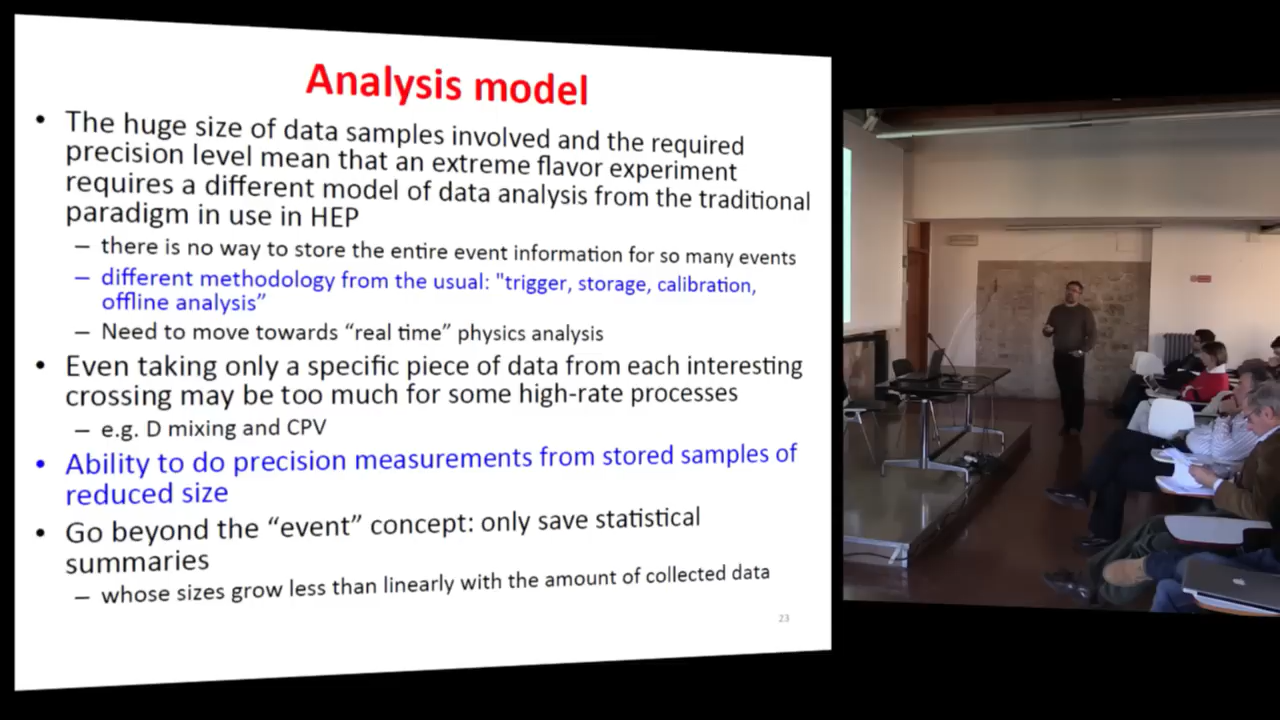 Analysis model
• The huge size of data samples involved and the required
precision level mean that an extreme flavor experiment
requires a different model of data analysis from the traditional
paradigm in use in HEP
– there is no way to store the entire event information for so many events
– different methodology from the usual: "trigger, storage, calibration,
offline analysis”
– Need to move towards “real time” physics analysis
• Even taking only a specific piece of data from each interesting
crossing may be too much for some high-rate processes
– e.g. D mixing and CPV
• Ability to do precision measurements from stored samples of
reduced size
• Go beyond the “event” concept: only save statistical
summaries
– whose sizes grow less than linearly with the amount of collected data
23